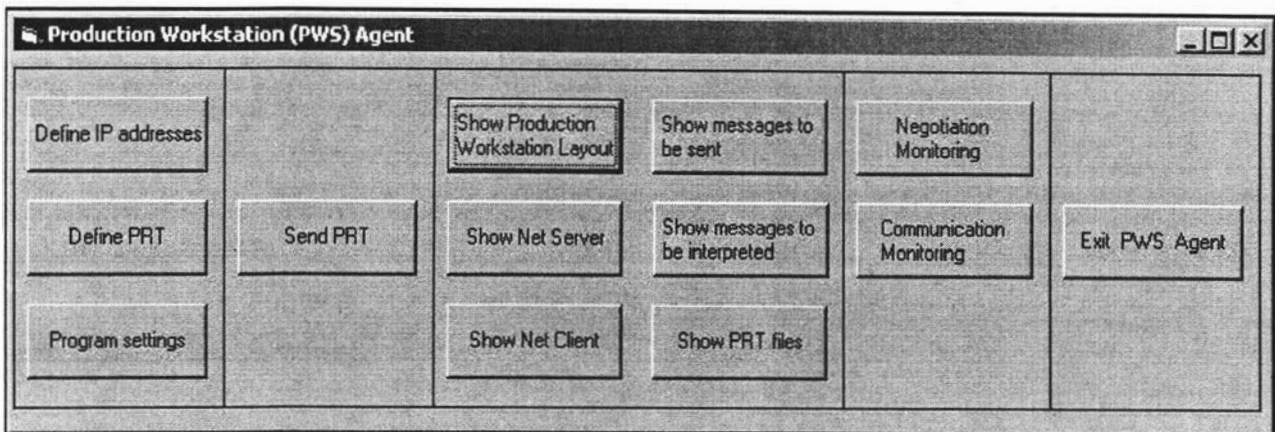 Production Workstation (PWS) Agent
Define IP addresses
Define PRT
Program settings
Send PRT
Show Production
Workstation Layout
Show Net Server
Show Net Client
Show messages to
be sent
Show messages to
be interpreted
Show PRT files
Negotiation
Monitoring
Communication
Monitoring
Exit PWS Agent